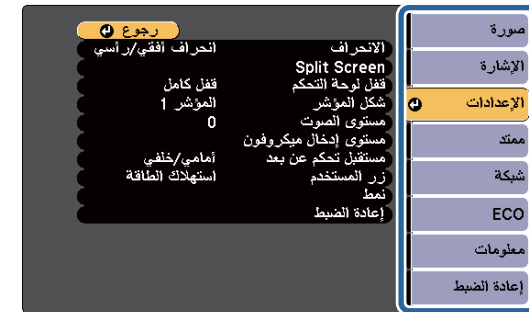 صورة
الإشارة
الإعدادات
ممتد
شبكة
ECO
معلومات
إعادة الضبط
رجوع
الانحراف انحراف أفقي/رأسي
Split Screen
قفل لوحة التحكم قفل كامل
شكل المؤشر المؤشر 1
مستوى الصوت 0
مستوى إدخال ميكروفون
مستقبل تحكم عن بعد أمامي/خلفي
زر المستخدم استهلاك الطاقة
نمط
إعادة الضبط